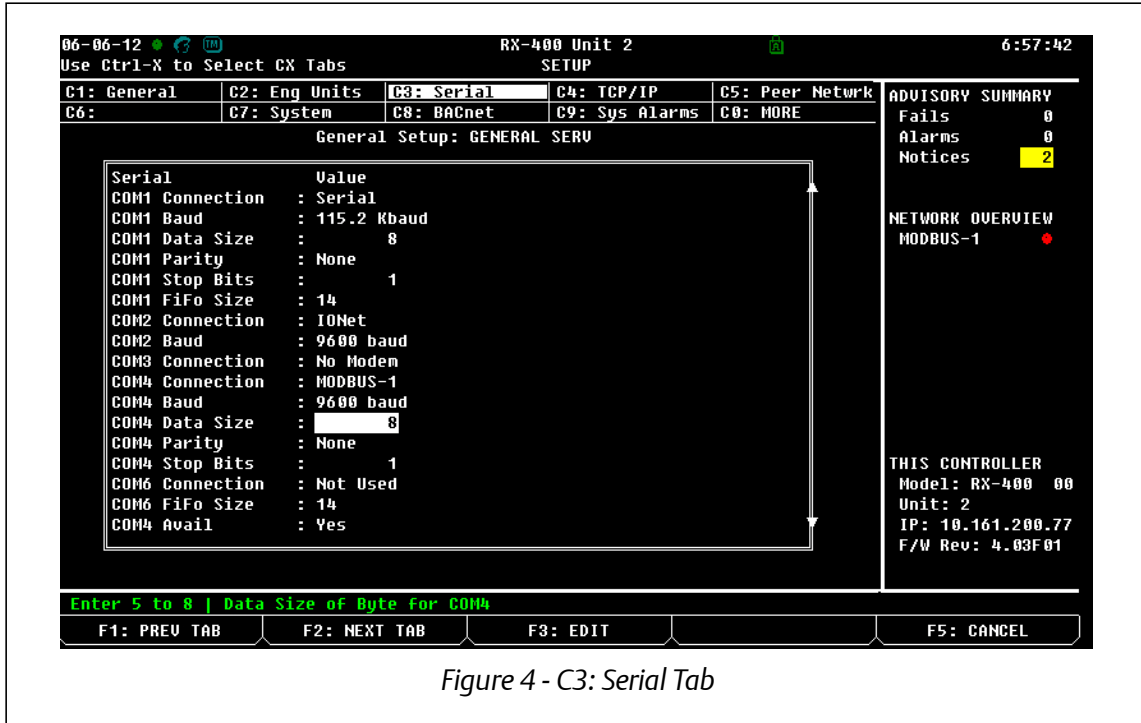 06-06-12 TM RX-400 Unit 2 A 6:57:42
Use Ctrl-X to Select CX Tabs SETUP
C1: General C2: Eng Units C3: Serial C4: TCP/IP C5: Peer Netwrk
C6: C7: System C8: BACnet C9: Sys Alarms C0: MORE
General Setup: GENERAL SERV
Serial Value
COM1 Connection : Serial
COM1 Baud : 115.2 Kbaud
COM1 Data Size : 8
COM1 Parity : None
COM1 Stop Bits : 1
COM1 FiFo Size : 14
COM2 Connection : IONet
COM2 Baud : 9600 baud
COM3 Connection : No Modem
COM4 Connection : MODBUS-1
COM4 Baud : 9600 baud
COM4 Data Size : 8
COM4 Parity : None
COM4 Stop Bits : 1
COM6 Connection : Not Used
COM6 FiFo Size : 14
COM4 Avail : Yes
ADVISORY SUMMARY
Fails 0
Alarms 0
Notices 2
NETWORK OVERVIEW
MODBUS-1
THIS CONTROLLER
Model: RX-400 00
Unit: 2
IP: 10.161.200.77
F/W Rev: 4.03F01
Enter 5 to 8 | Data Size of Byte for COM4
F1: PREV TAB F2: NEXT TAB F3: EDIT F5: CANCEL
Figure 4 - C3: Serial Tab